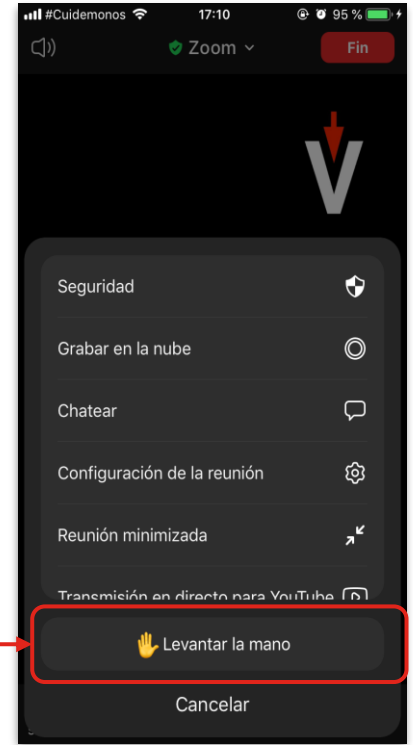 #Cuidemonos 17:10 95 %
Zoom Fin
V
Seguridad
Grabar en la nube
Chatear
Configuración de la reunión
Reunión minimizada
Transmisión en directo para YouTube
Levantar la mano
Cancelar